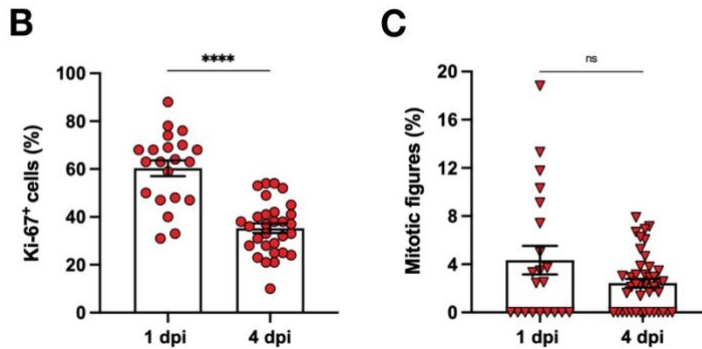 B
****
Ki-67⁺ cells (%)
100
80
60
40
20
0
1 dpi
4 dpi
C
ns
Mitotic figures (%)
20
16
12
8
4
0
1 dpi
4 dpi